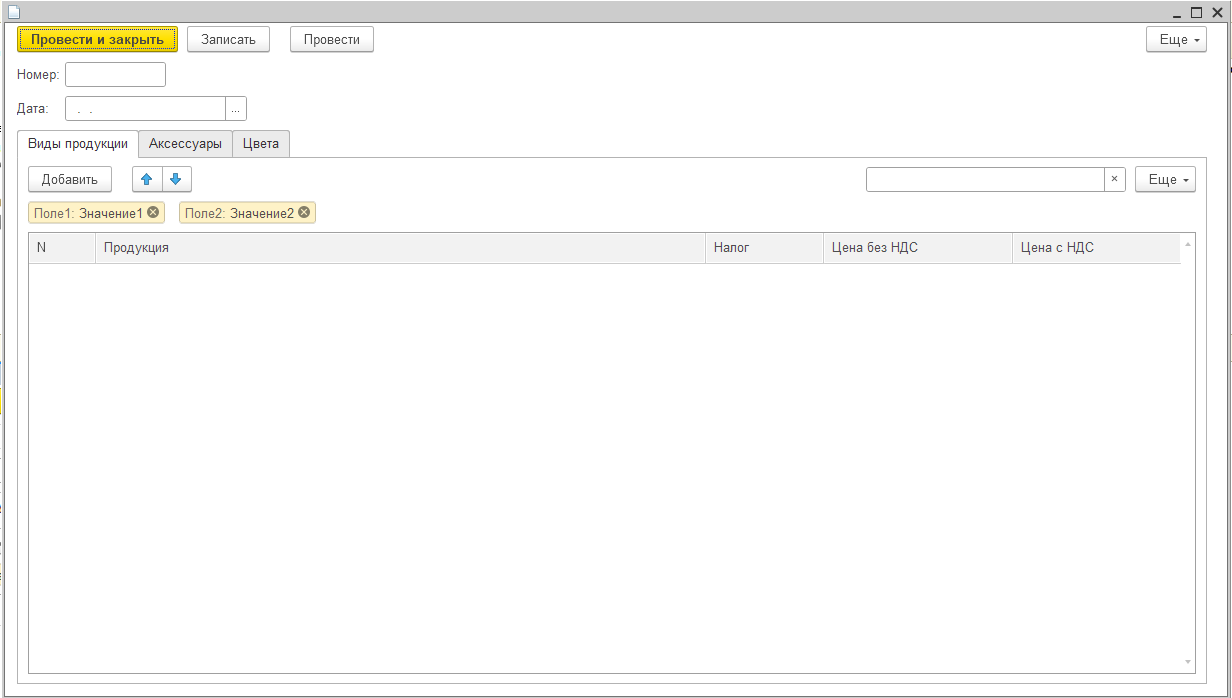 Провести и закрыть Записать Провести Еще
Номер:
Дата: . . ...
Виды продукции Аксессуары Цвета
Добавить × Еще
Поле1: Значение1 Поле2: Значение2
N Продукция Налог Цена без НДС Цена с НДС